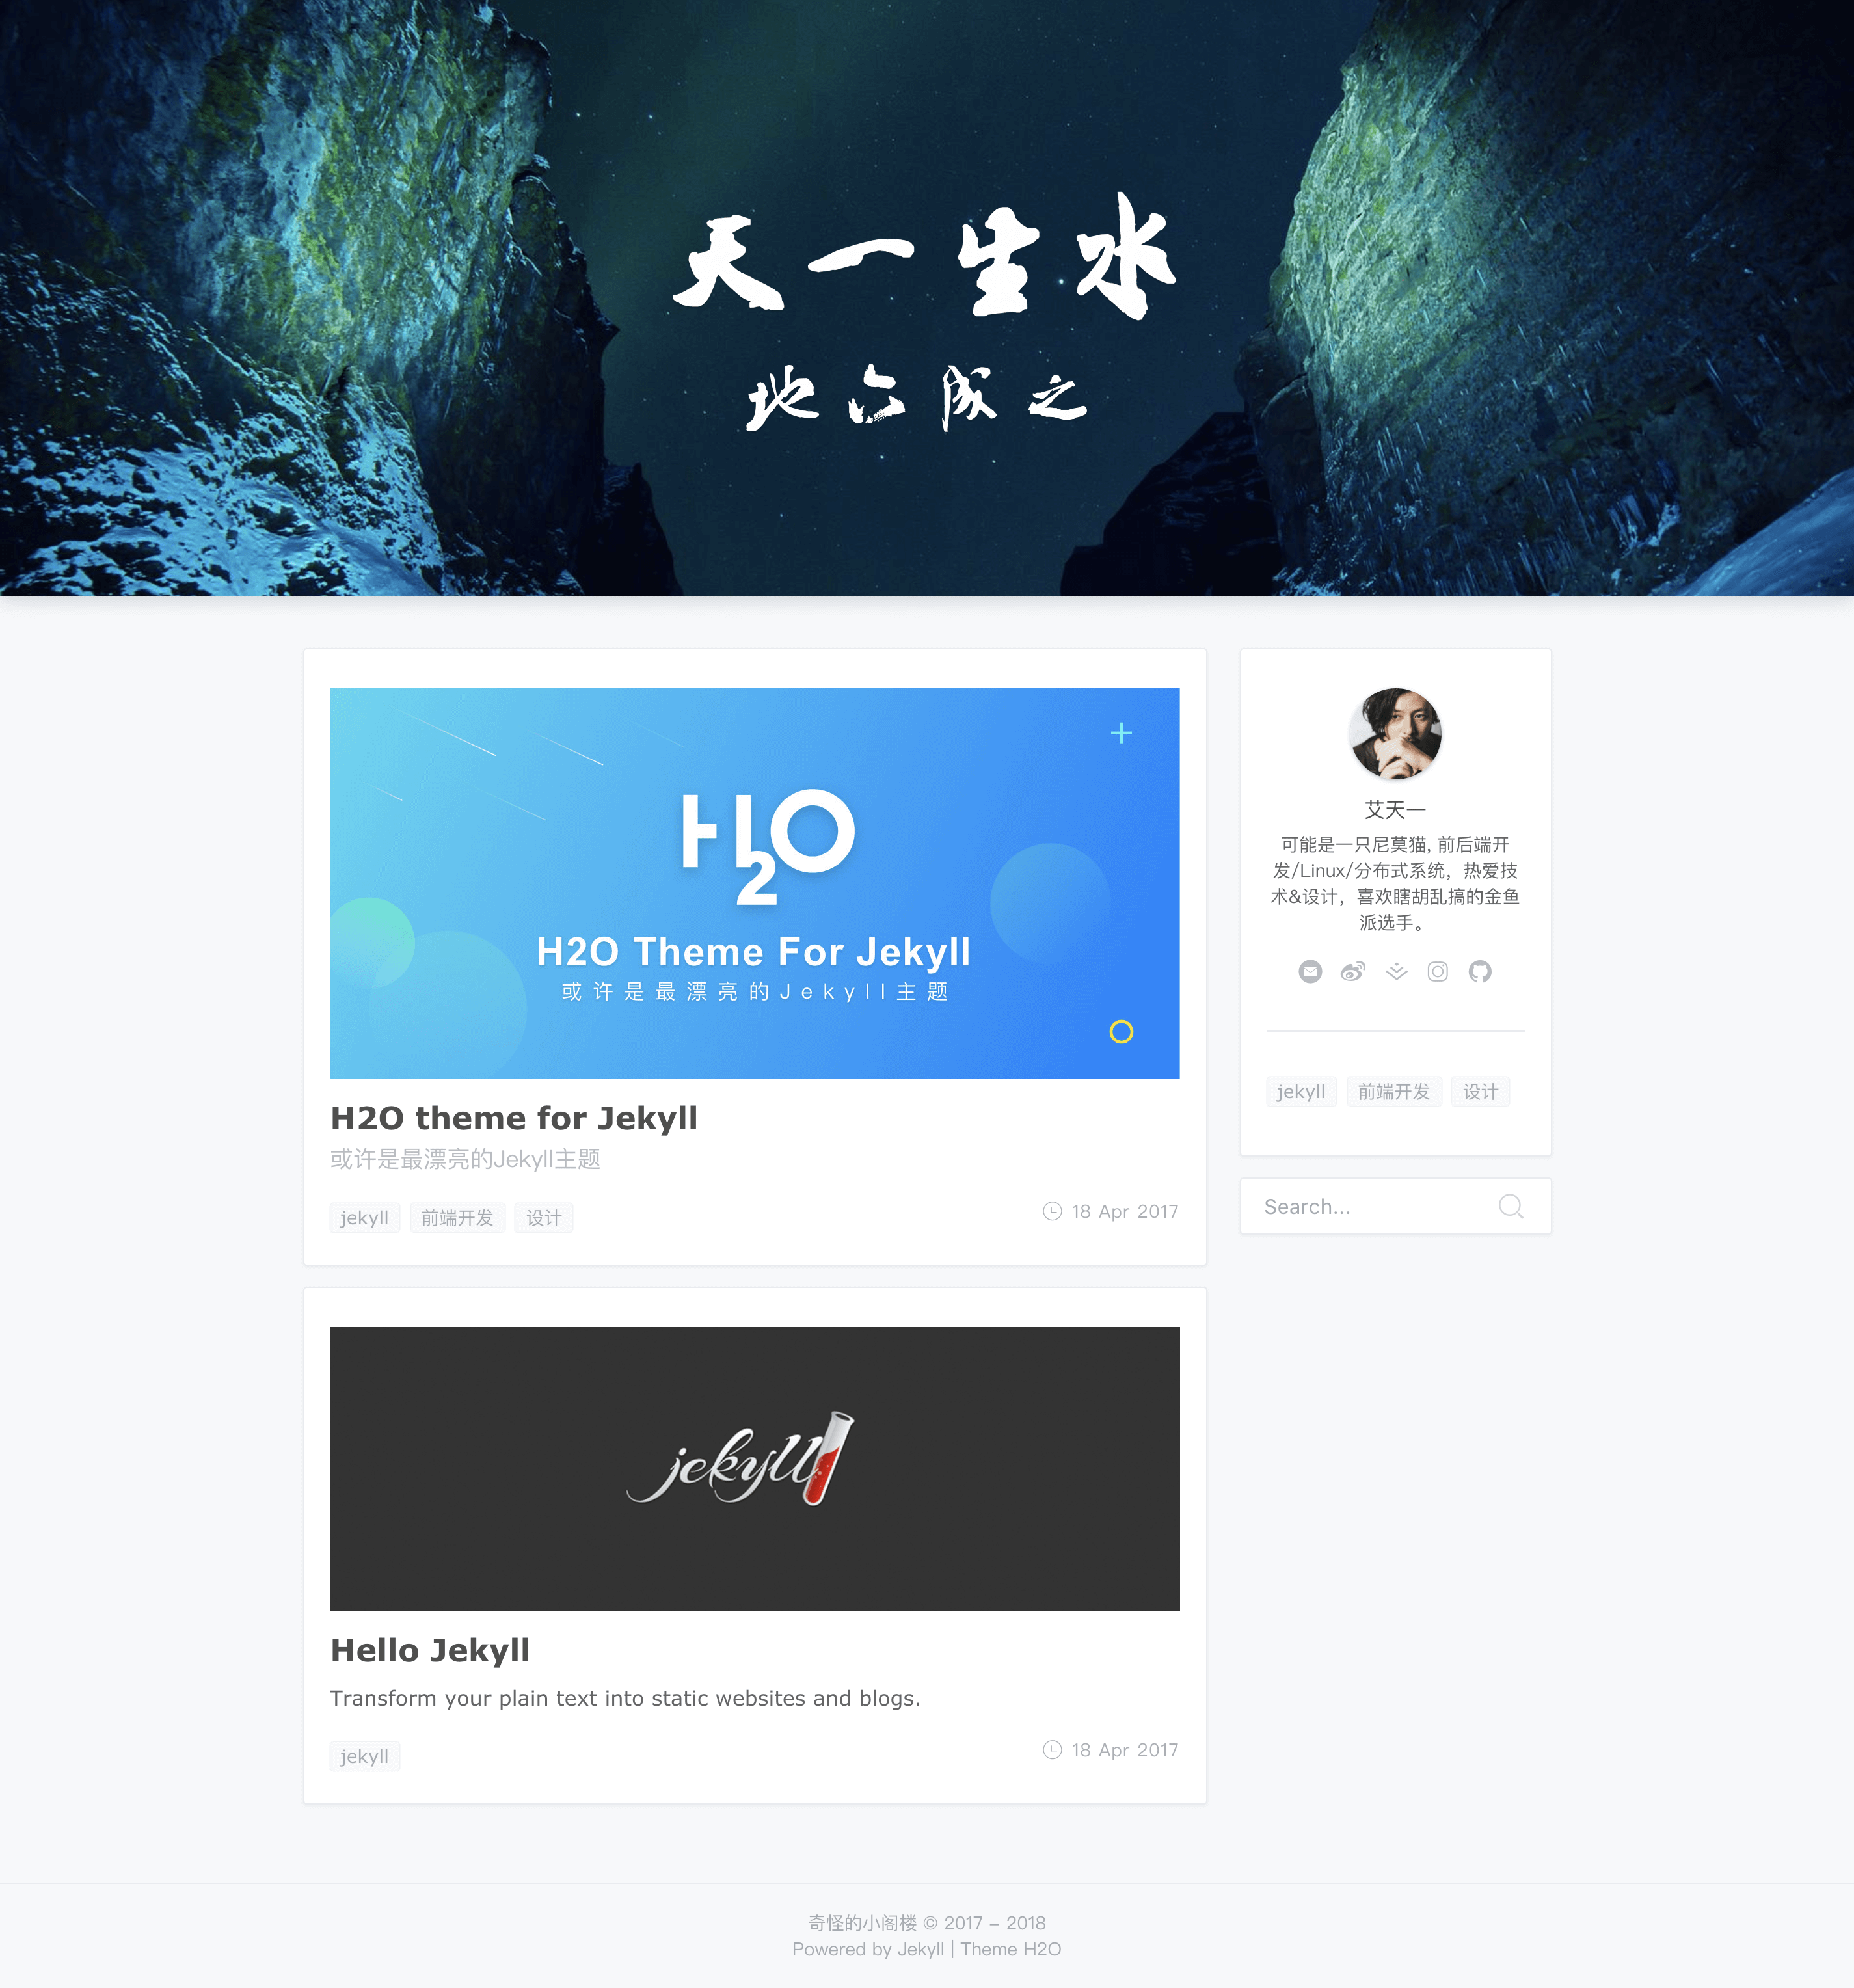 天一生水
地六成之
H2O
H2O Theme For Jekyll
或许是最漂亮的Jekyll主题
H2O theme for Jekyll
或许是最漂亮的Jekyll主题
jekyll 前端开发 设计
18 Apr 2017
jekyll
Hello Jekyll
Transform your plain text into static websites and blogs.
jekyll
18 Apr 2017
艾天一
可能是一只尼莫猫, 前后端开
发/Linux/分布式系统，热爱技
术&设计，喜欢瞎胡乱搞的金鱼
派选手。
jekyll 前端开发 设计
Search...
奇怪的小阁楼 © 2017 - 2018
Powered by Jekyll | Theme H2O